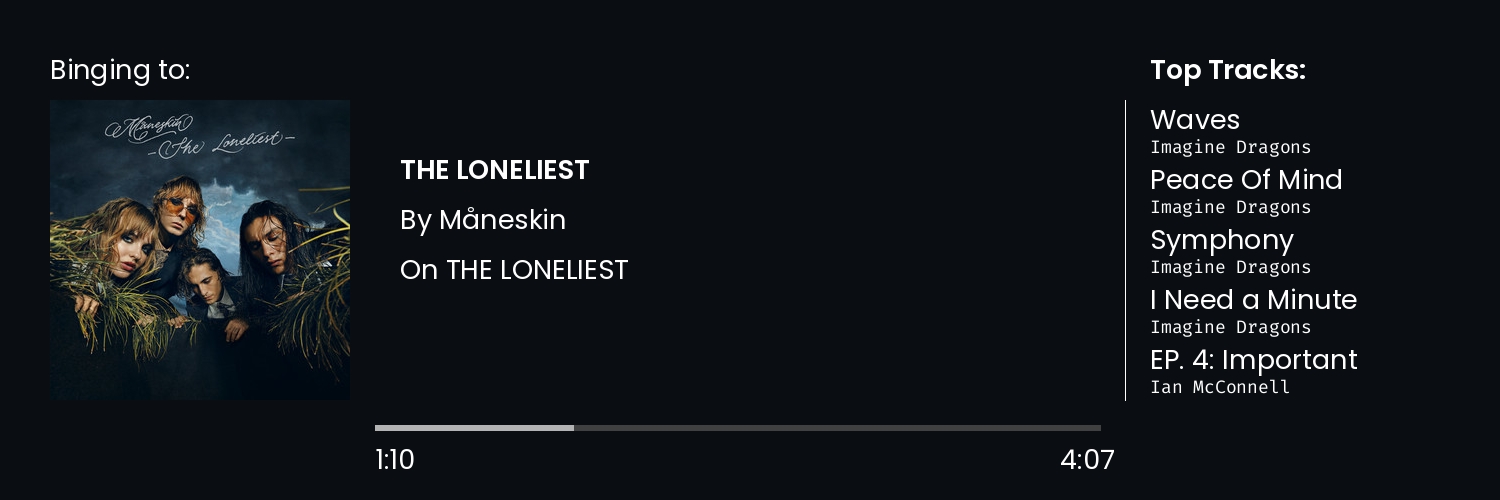 Binging to:
Måneskin
-The Loneliest-
THE LONELIEST
By Måneskin
On THE LONELIEST
1:10
4:07
Top Tracks:
Waves
Imagine Dragons
Peace Of Mind
Imagine Dragons
Symphony
Imagine Dragons
I Need a Minute
Imagine Dragons
EP. 4: Important
Ian McConnell